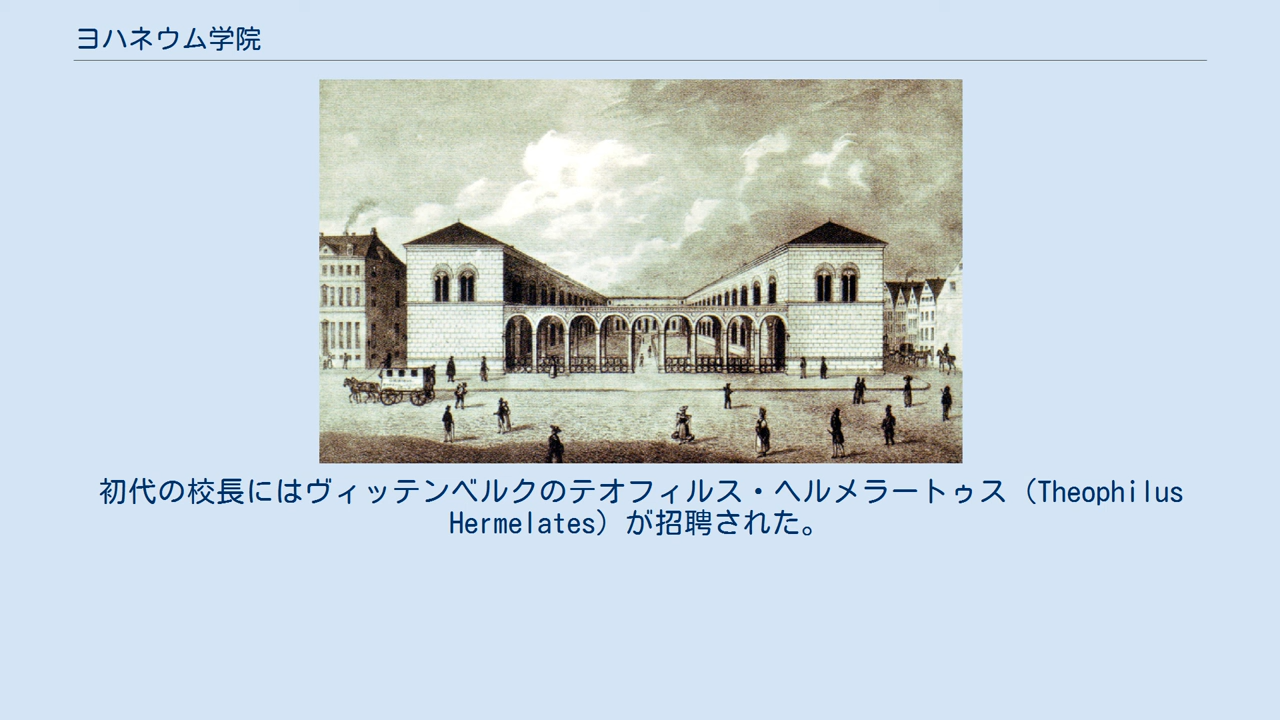 ヨハネウム学院
初代の校長にはヴィッテンベルクのテオフィルス・ヘルメラートゥス（Theophilus
Hermelates）が招聘された。